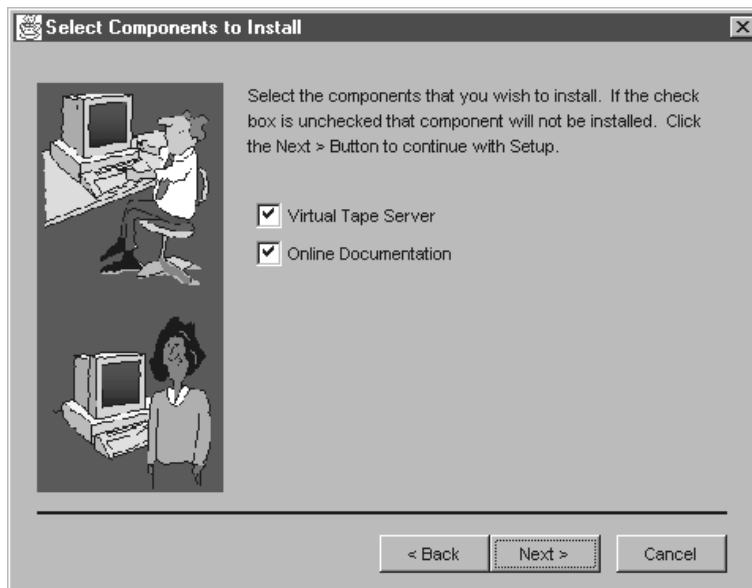 Select Components to Install
Select the components that you wish to install. If the check
box is unchecked that component will not be installed. Click
the Next > Button to continue with Setup.
Virtual Tape Server
Online Documentation
< Back
Next >
Cancel